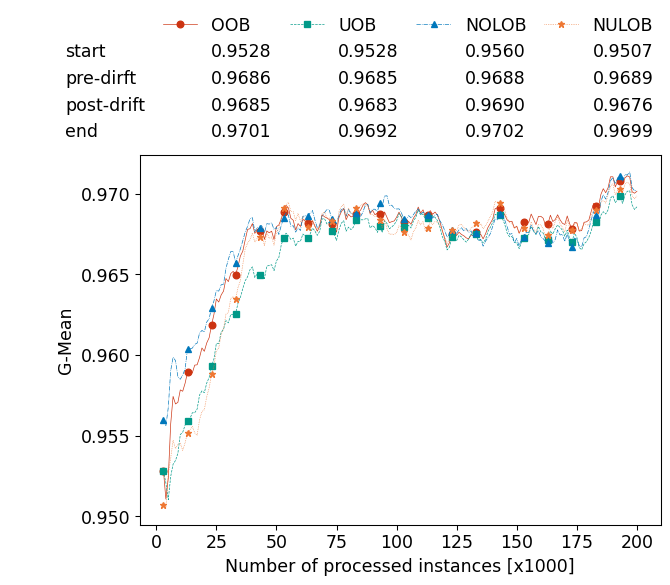 OOB UOB NOLOB NULOB
start 0.9528 0.9528 0.9560 0.9507
pre-dirft 0.9686 0.9685 0.9688 0.9689
post-drift 0.9685 0.9683 0.9690 0.9676
end 0.9701 0.9692 0.9702 0.9699
0.970
0.965
0.960
0.955
0.950
G-Mean
0 25 50 75 100 125 150 175 200
Number of processed instances [x1000]